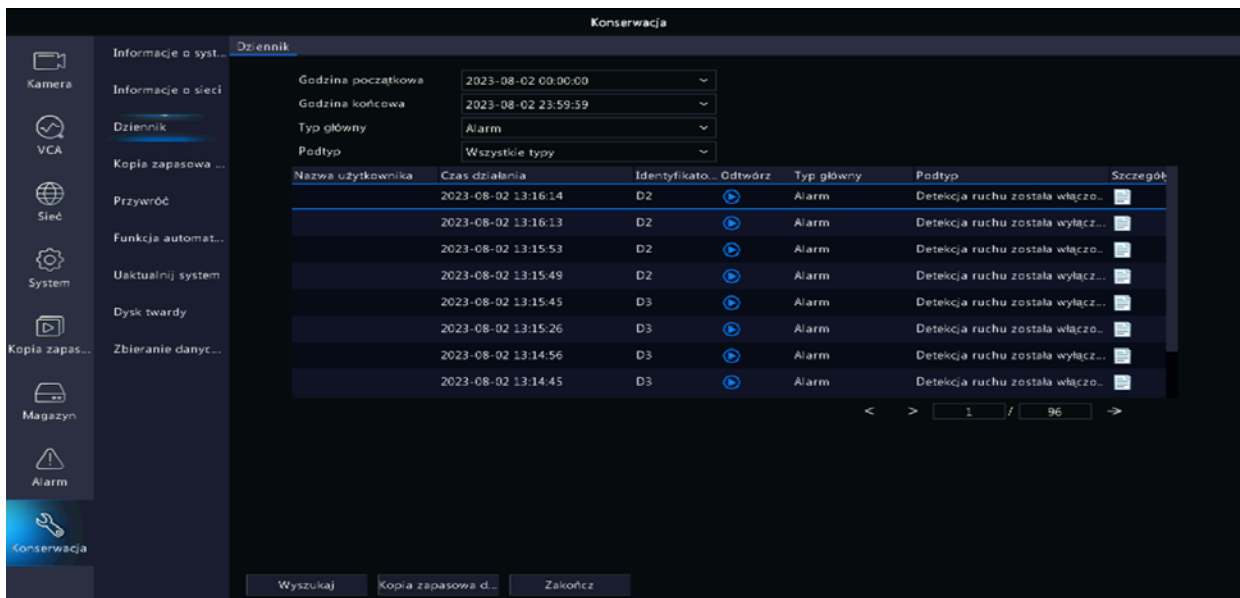 Konserwacja
Kamera
VCA
Sieć
System
Kopia zapas...
Magazyn
Alarm
Konserwacja
Informacje o syst...
Informacje o sieci
Dziennik
Kopia zapasowa ...
Przywróć
Funkcja automat...
Uaktualnij system
Dysk twardy
Zbieranie danyc...
Dziennik
Godzina początkowa 2023-08-02 00:00:00
Godzina końcowa 2023-08-02 23:59:59
Typ główny Alarm
Podtyp Wszystkie typy
Nazwa użytkownika Czas działania Identyfikato... Odtwórz Typ główny Podtyp Szczegóły
2023-08-02 13:16:14 D2 Alarm Detekcja ruchu została włączo..
2023-08-02 13:16:13 D2 Alarm Detekcja ruchu została wyłącz...
2023-08-02 13:15:53 D2 Alarm Detekcja ruchu została włączo..
2023-08-02 13:15:49 D2 Alarm Detekcja ruchu została wyłącz...
2023-08-02 13:15:45 D3 Alarm Detekcja ruchu została wyłącz...
2023-08-02 13:15:26 D3 Alarm Detekcja ruchu została włączo..
2023-08-02 13:14:56 D3 Alarm Detekcja ruchu została wyłącz...
2023-08-02 13:14:45 D3 Alarm Detekcja ruchu została włączo..
< > 1 / 96 →
Wyszukaj Kopia zapasowa d... Zakończ